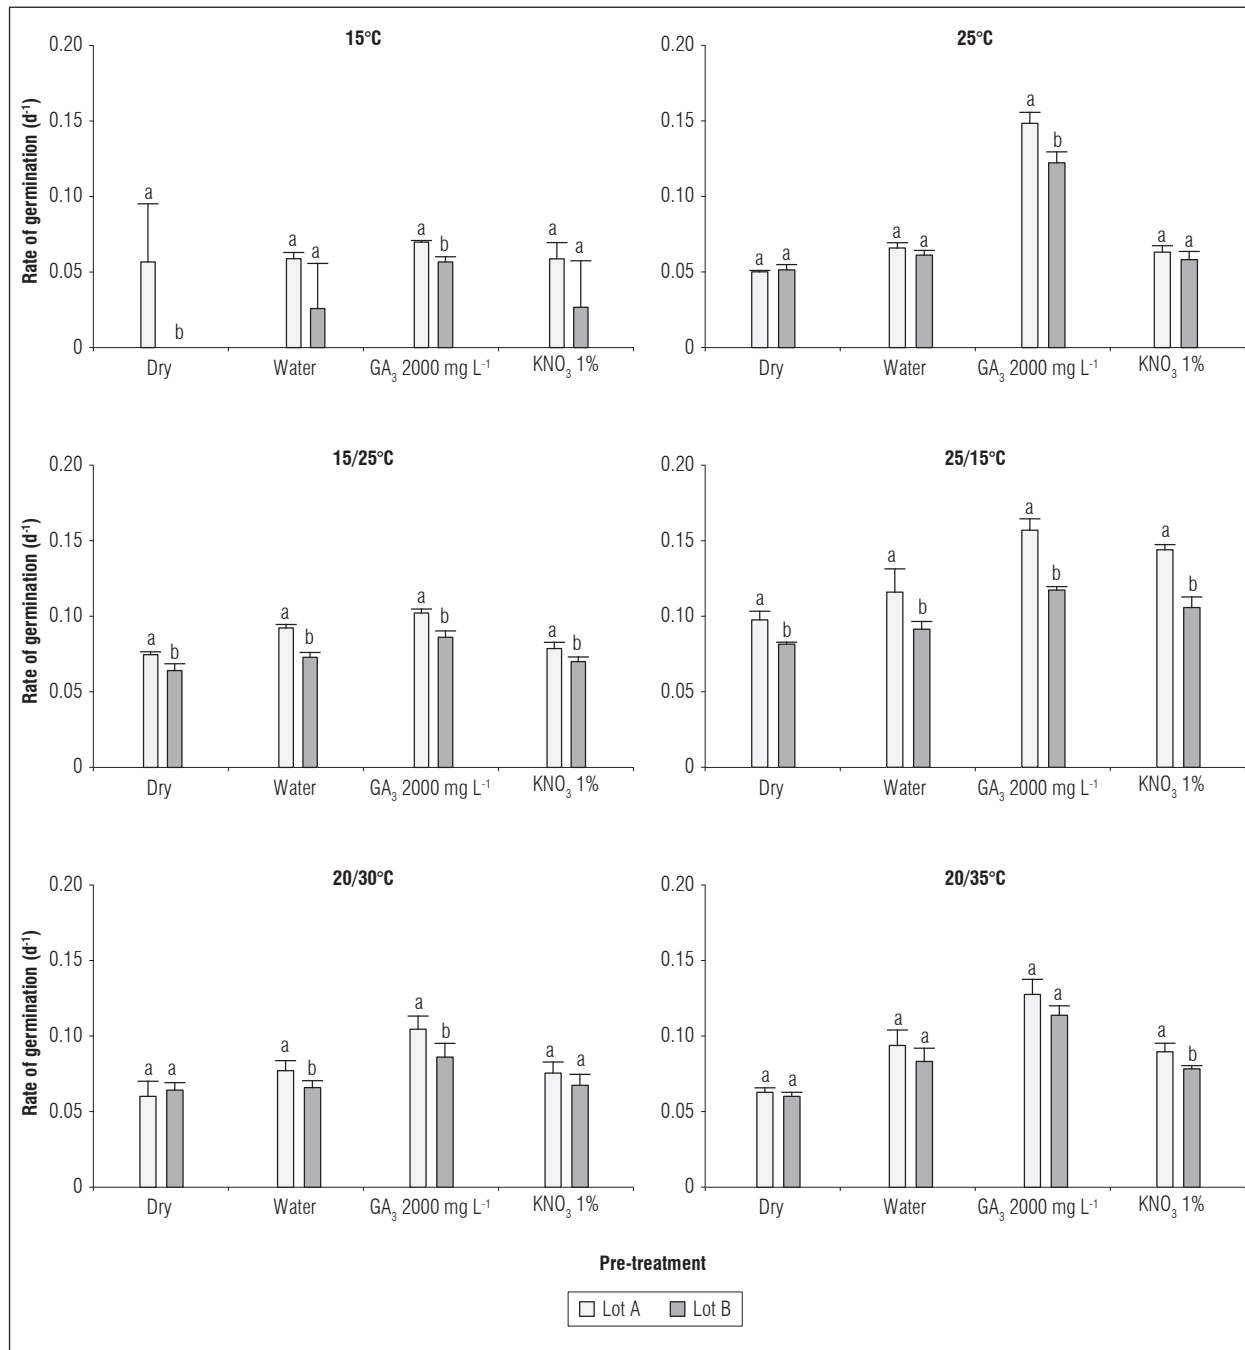 15°C
Rate of germination (d-1)
0.20
0.15
0.10
0.05
0
a
b
a
a
a
b
a
a
Dry
Water
GA3 2000 mg L-1
KNO3 1%
25°C
0.20
0.15
0.10
0.05
0
a
a
a
a
a
b
a
a
Dry
Water
GA3 2000 mg L-1
KNO3 1%
15/25°C
Rate of germination (d-1)
0.20
0.15
0.10
0.05
0
a
b
a
b
a
b
a
b
Dry
Water
GA3 2000 mg L-1
KNO3 1%
25/15°C
0.20
0.15
0.10
0.05
0
a
b
a
b
a
b
a
b
Dry
Water
GA3 2000 mg L-1
KNO3 1%
20/30°C
Rate of germination (d-1)
0.20
0.15
0.10
0.05
0
a
a
a
b
a
b
a
a
Dry
Water
GA3 2000 mg L-1
KNO3 1%
20/35°C
0.20
0.15
0.10
0.05
0
a
a
a
a
a
a
a
b
Dry
Water
GA3 2000 mg L-1
KNO3 1%
Pre-treatment
Lot A
Lot B